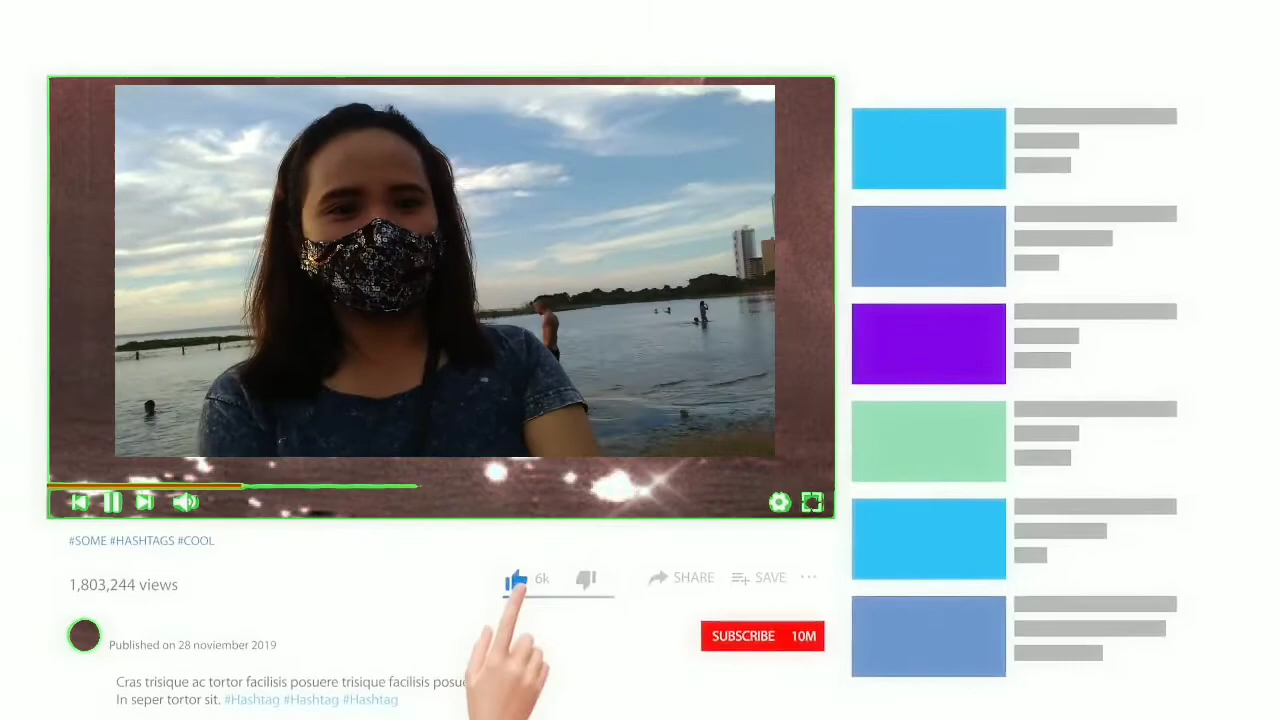 #SOME #HASHTAGS #COOL
1,803,244 views
6k
SHARE
SAVE
Published on 28 noviember 2019
SUBSCRIBE 10M
Cras trisique ac tortor facilisis posuere trisique facilisis posue
In seper tortor sit. #Hashtag #Hashtag #Hashtag